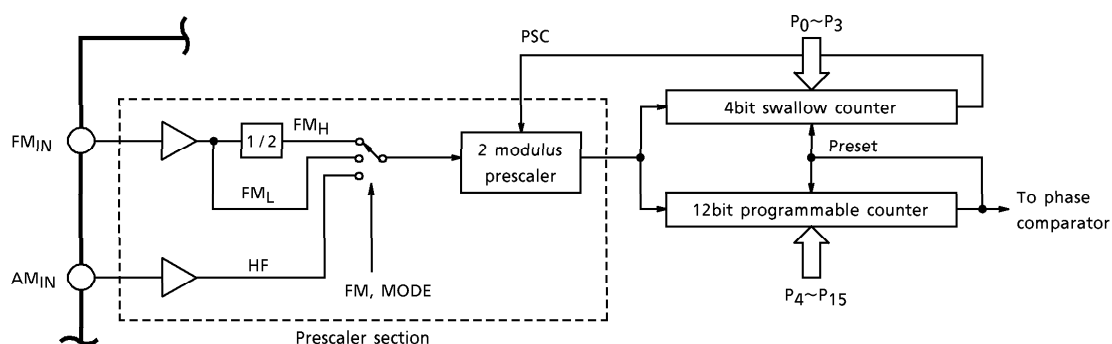 P0~P3
PSC
4bit swallow counter
FMIN
1/2
FMH
2 modulus
prescaler
Preset
FML
12bit programmable counter
To phase
comparator
AMIN
HF
FM, MODE
P4~P15
Prescaler section